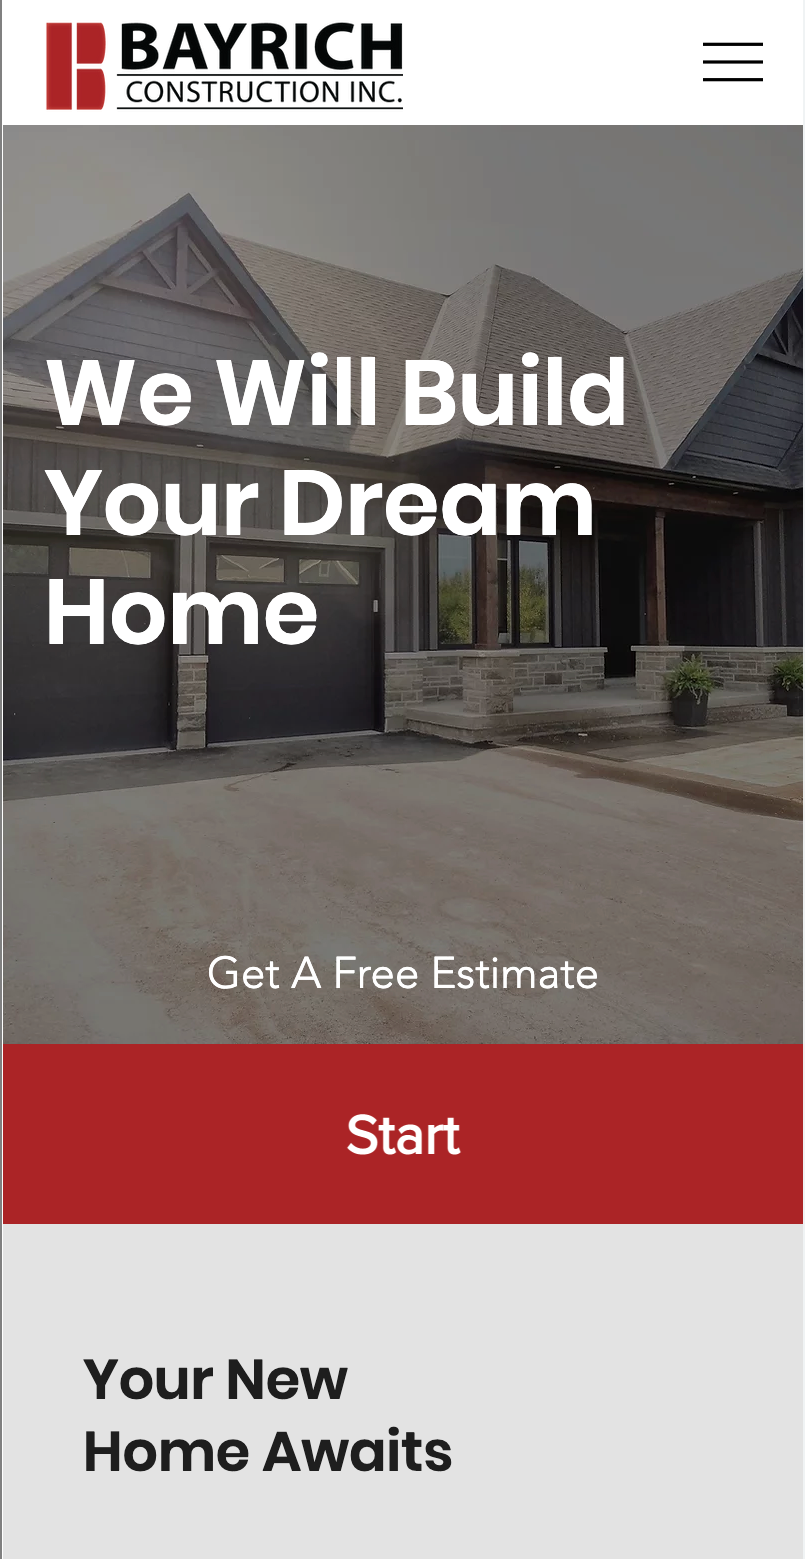 BAYRICH
CONSTRUCTION INC.
We Will Build
Your Dream
Home
Get A Free Estimate
Start
Your New
Home Awaits